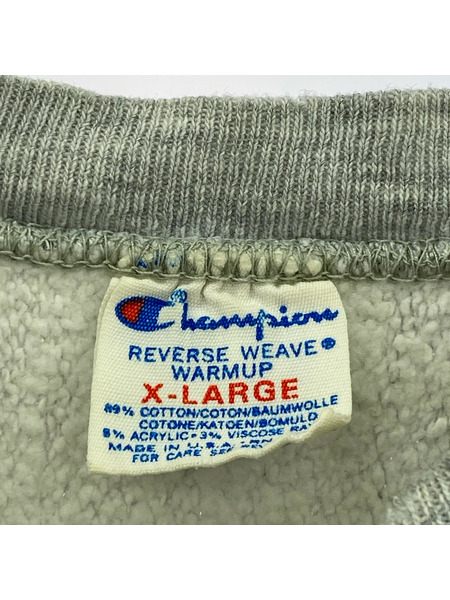 Champion
REVERSE WEAVE®
WARMUP
X-LARGE
89% COTTON/COTON/BAUMWOLLE
COTONE/KATOEN/BOMULD
8% ACRYLIC • 3% VISCOSE RAY
MADE IN U.S.A.
FOR CARE SEE